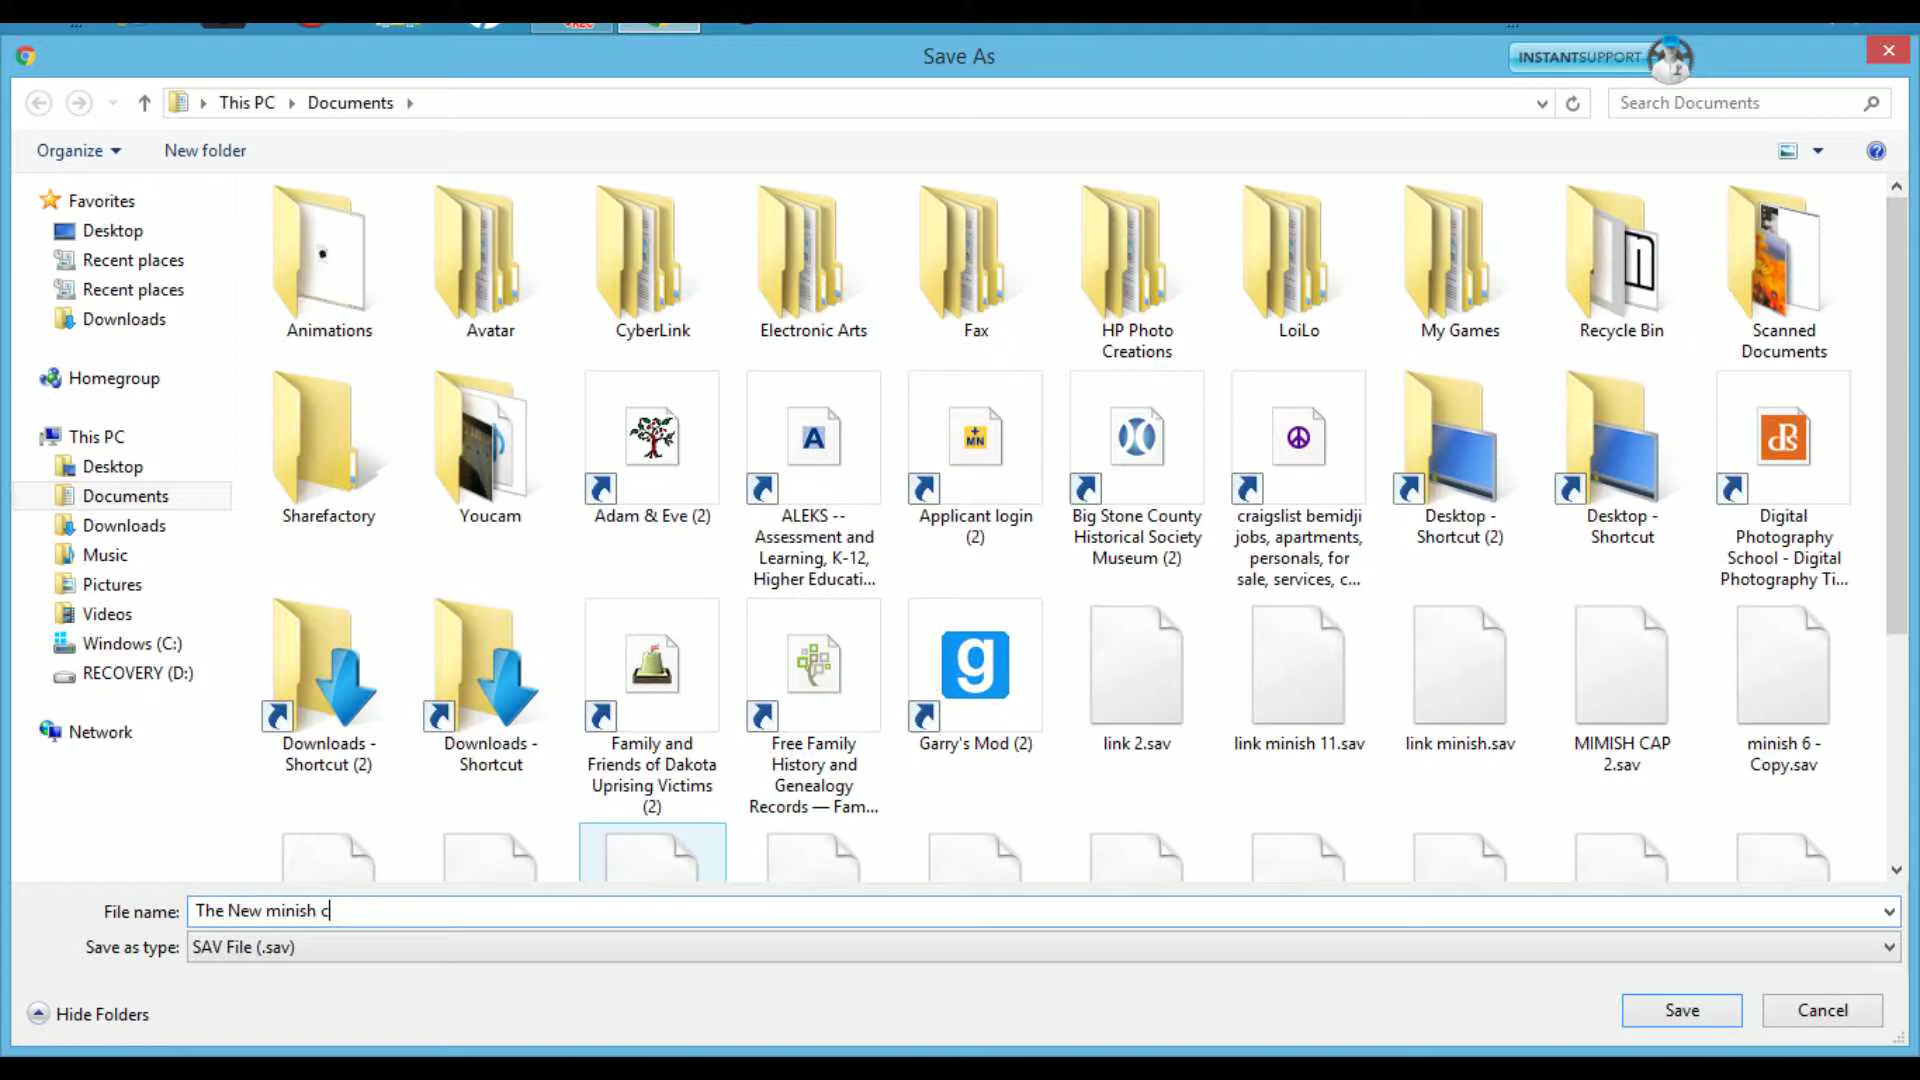 Save As
INSTANTSUPPORT
This PC
Documents
Search Documents
Organize
New folder
Favorites
Desktop
Recent places
Recent places
Downloads
Homegroup
This PC
Desktop
Documents
Downloads
Music
Pictures
Videos
Windows (C:)
RECOVERY (D:)
Network
Animations
Avatar
CyberLink
Electronic Arts
Fax
HP Photo
Creations
LoiLo
My Games
Recycle Bin
Scanned
Documents
Sharefactory
Youcam
Adam & Eve (2)
A
ALEKS --
Assessment and
Learning, K-12,
Higher Educati...
+
MN
Applicant login
(2)
Big Stone County
Historical Society
Museum (2)
craigslist bemidji
jobs, apartments,
personals, for
sale, services, c...
Desktop -
Shortcut (2)
Desktop -
Shortcut
dPS
Digital
Photography
School - Digital
Photography Ti...
Downloads -
Shortcut (2)
Downloads -
Shortcut
Family and
Friends of Dakota
Uprising Victims
(2)
Free Family
History and
Genealogy
Records — Fam...
g
Garry's Mod (2)
link 2.sav
link minish 11.sav
link minish.sav
MIMISH CAP
2.sav
minish 6 -
Copy.sav
File name: The New minish c
Save as type: SAV File (.sav)
Hide Folders
Save
Cancel